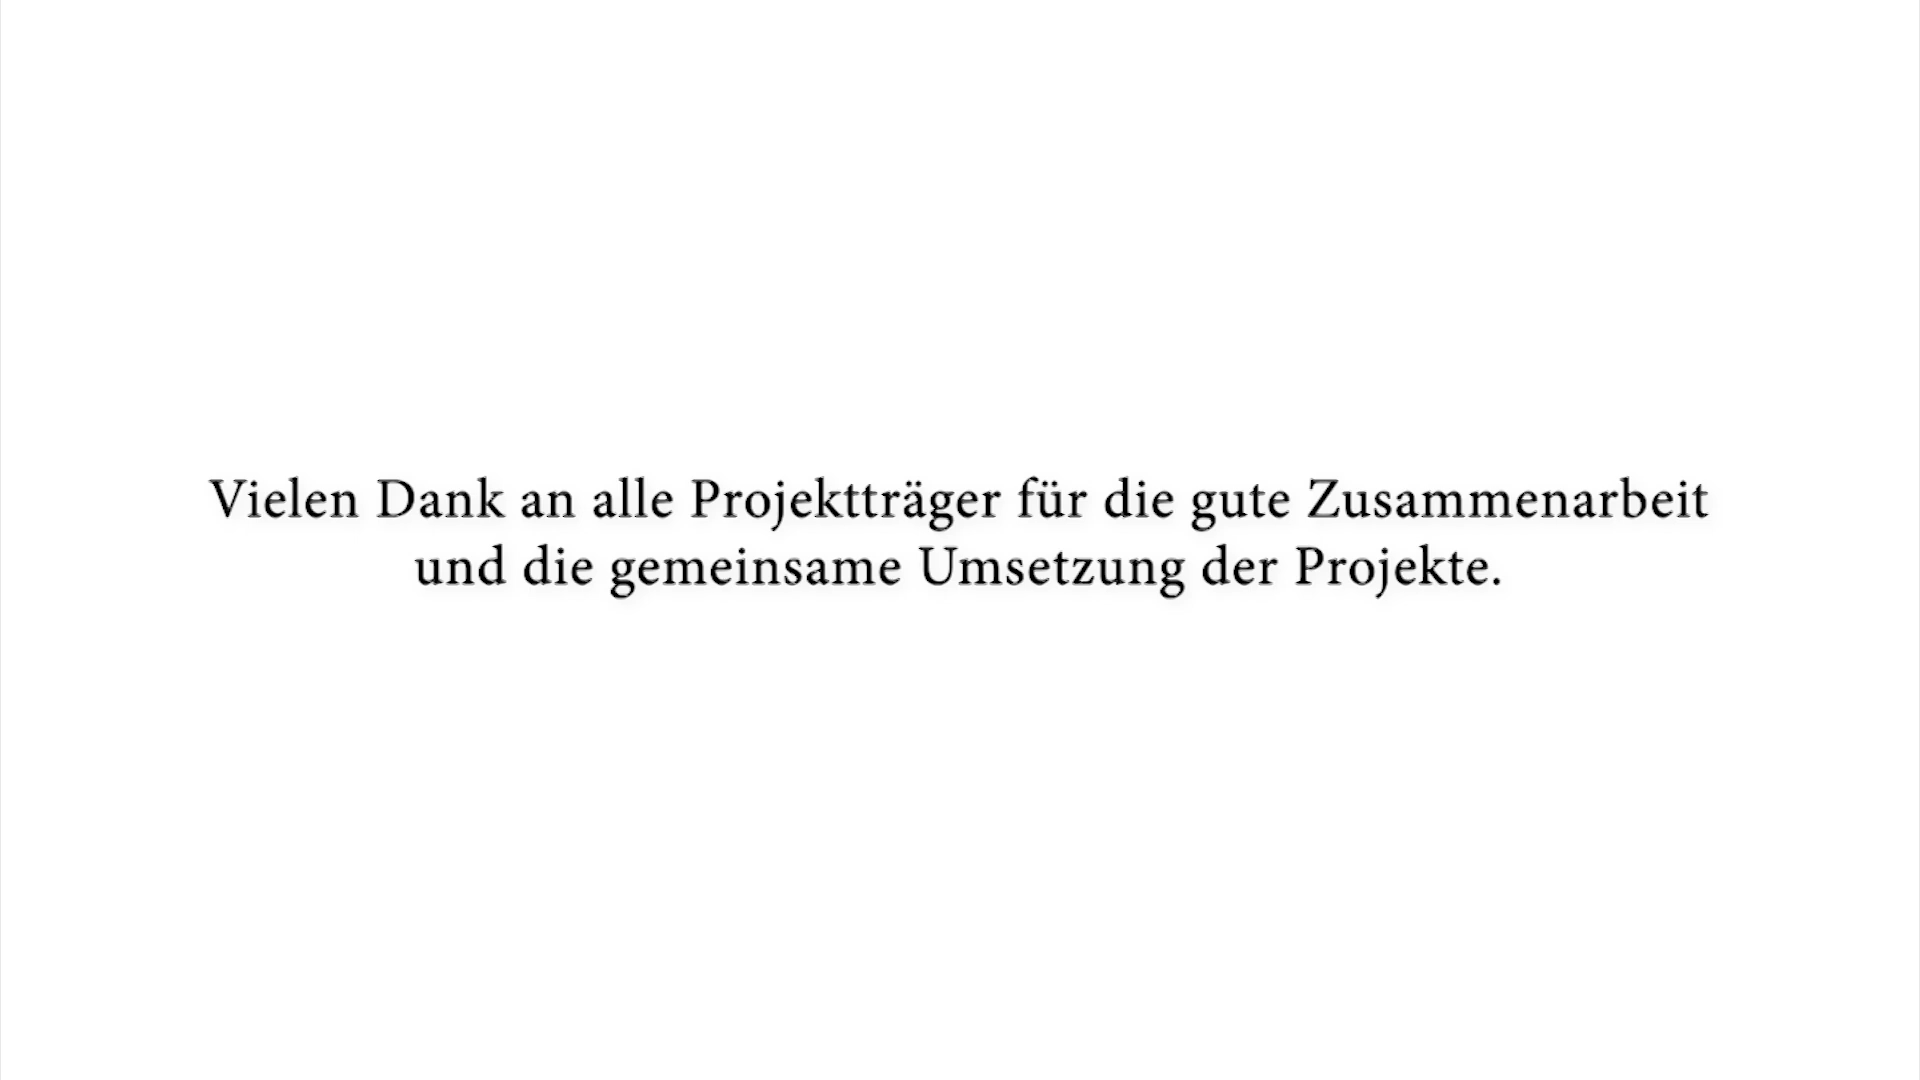 Vielen Dank an alle Projektträger für die gute Zusammenarbeit
und die gemeinsame Umsetzung der Projekte.